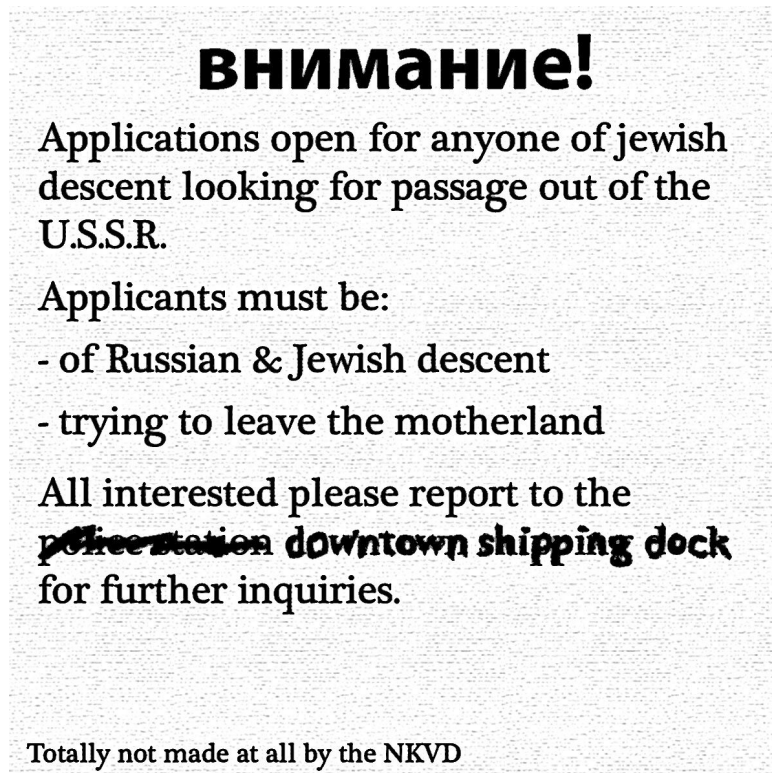 внимание!
Applications open for anyone of jewish
descent looking for passage out of the
U.S.S.R.
Applicants must be:
- of Russian & Jewish descent
- trying to leave the motherland
All interested please report to the
police station downtown shipping dock
for further inquiries.
Totally not made at all by the NKVD